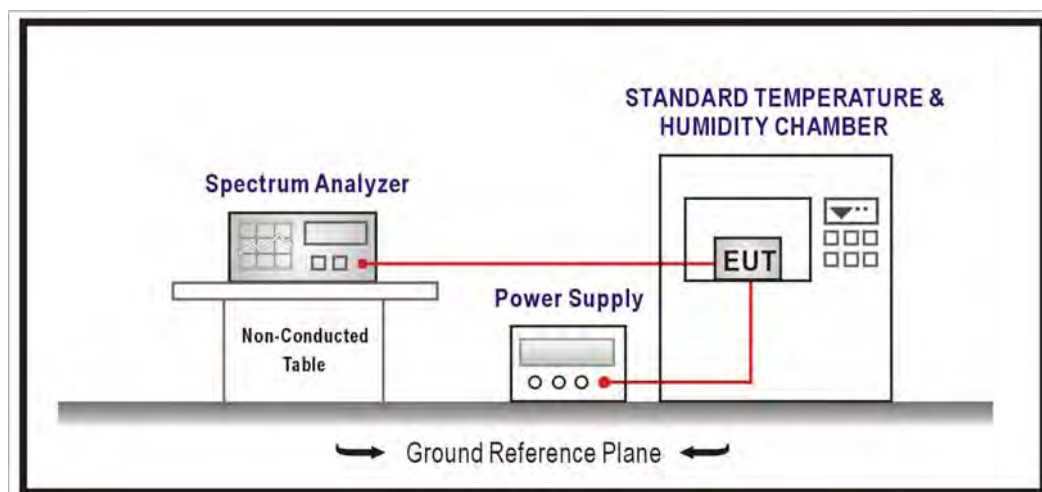 STANDARD TEMPERATURE &
HUMIDITY CHAMBER
Spectrum Analyzer
EUT
Power Supply
Non-Conducted
Table
Ground Reference Plane